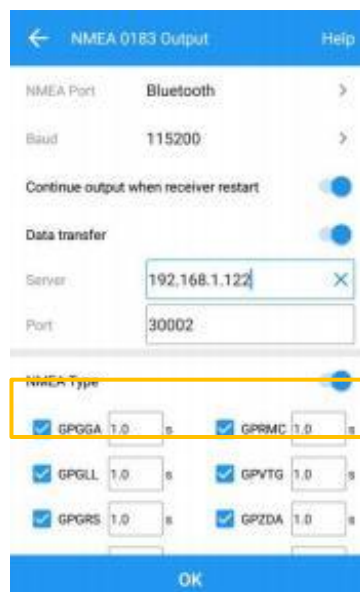 NMEA 0183 Output Help
NMEA Port Bluetooth
Baud 115200
Continue output when receiver restart
Data transfer
Server 192.168.1.122
Port 30002
NMEA Type
GPGGA 1.0 s GPRMC 1.0 s
GPGLL 1.0 s GPVTG 1.0 s
GPGRS 1.0 s GPZDA 1.0 s
OK